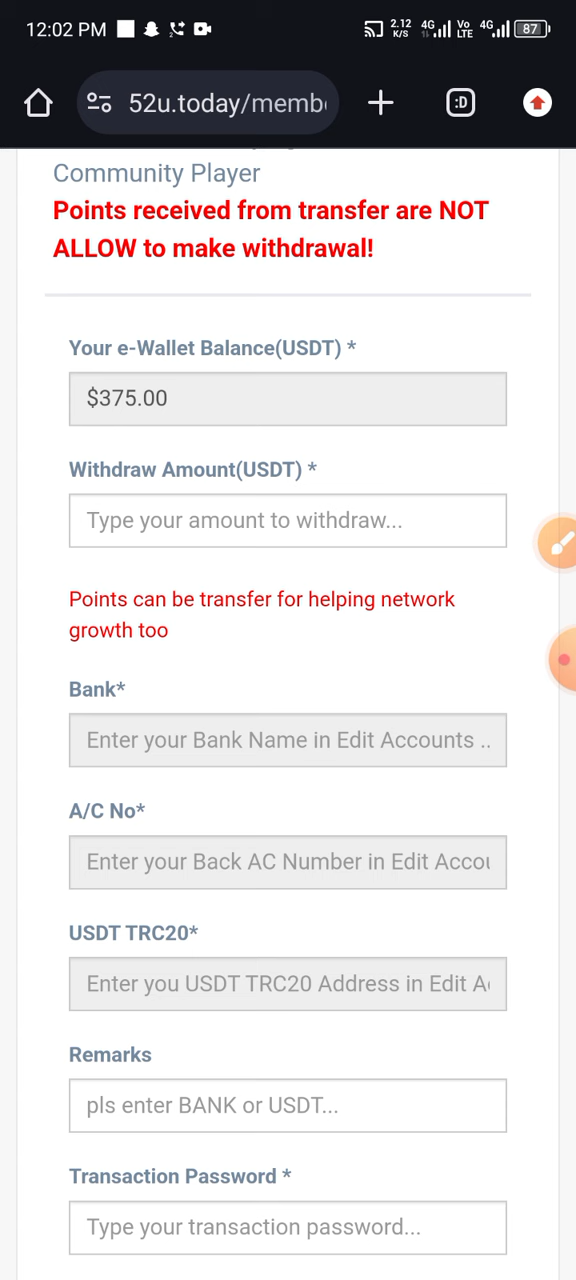 12:02 PM 2.12 K/S 4G Vo LTE 4G 87
52u.today/memb
:D
Community Player
Points received from transfer are NOT
ALLOW to make withdrawal!
Your e-Wallet Balance(USDT) *
$375.00
Withdraw Amount(USDT) *
Type your amount to withdraw...
Points can be transfer for helping network
growth too
Bank*
Enter your Bank Name in Edit Accounts ..
A/C No*
Enter your Back AC Number in Edit Accou
USDT TRC20*
Enter you USDT TRC20 Address in Edit A
Remarks
pls enter BANK or USDT...
Transaction Password *
Type your transaction password...